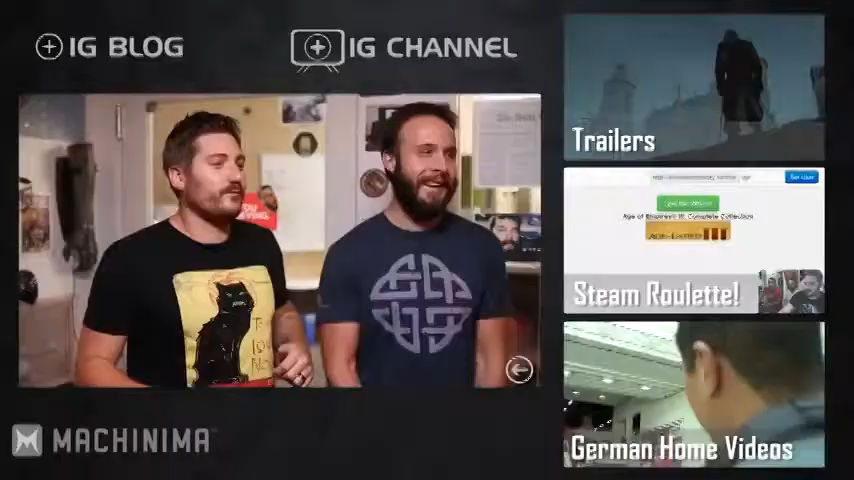 IG BLOG
IG CHANNEL
Trailers
Age of Empires® III: Complete Collection
Steam Roulette!
German Home Videos
MACHINIMA